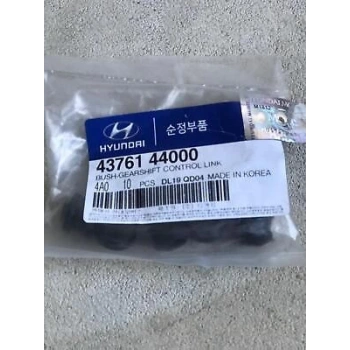 HYUNDAI
순정부품
43761 44000
BUSH-GEARSHIFT CONTROL LINK
4A0 10 PCS DL19 QD04 MADE IN KOREA